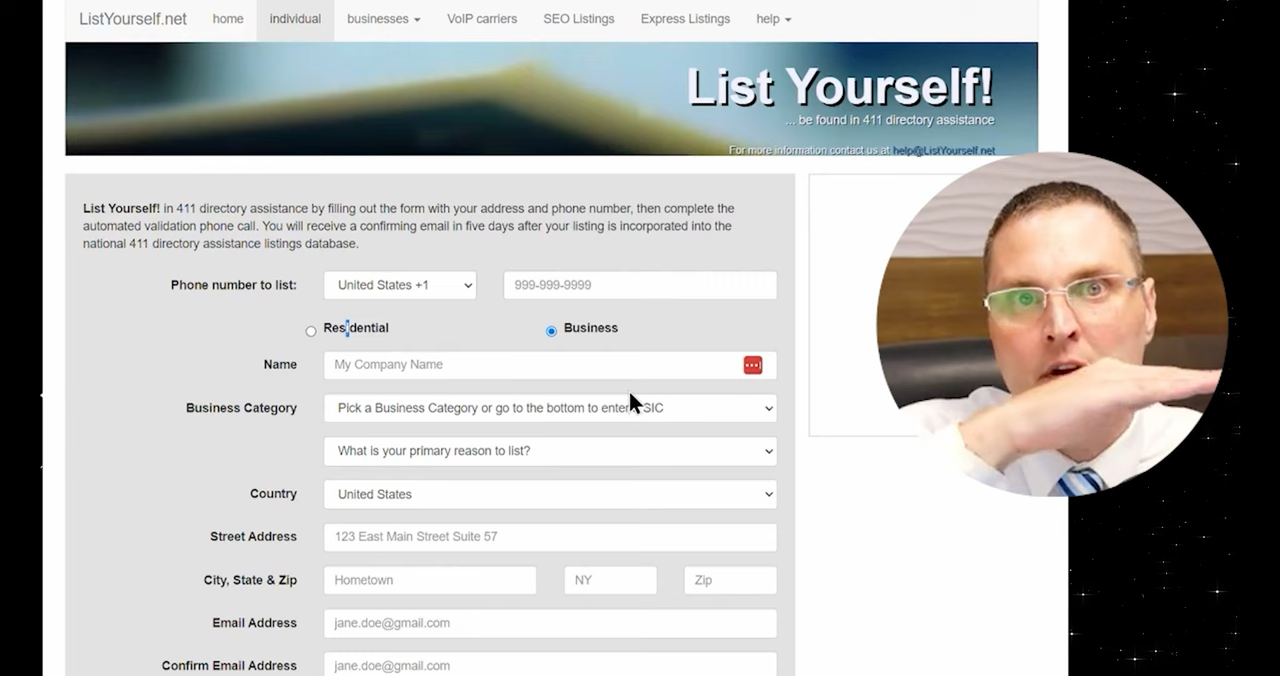 ListYourself.net home individual businesses VoIP carriers SEO Listings Express Listings help
List Yourself!
... be found in 411 directory assistance
For more information contact us at help@ListYourself.net
List Yourself! in 411 directory assistance by filling out the form with your address and phone number, then complete the
automated validation phone call. You will receive a confirming email in five days after your listing is incorporated into the
national 411 directory assistance listings database.
Phone number to list: United States +1 999-999-9999
Residential Business
Name My Company Name
Business Category Pick a Business Category or go to the bottom to enter SIC
What is your primary reason to list?
Country United States
Street Address 123 East Main Street Suite 57
City, State & Zip Hometown NY Zip
Email Address jane.doe@gmail.com
Confirm Email Address jane.doe@gmail.com